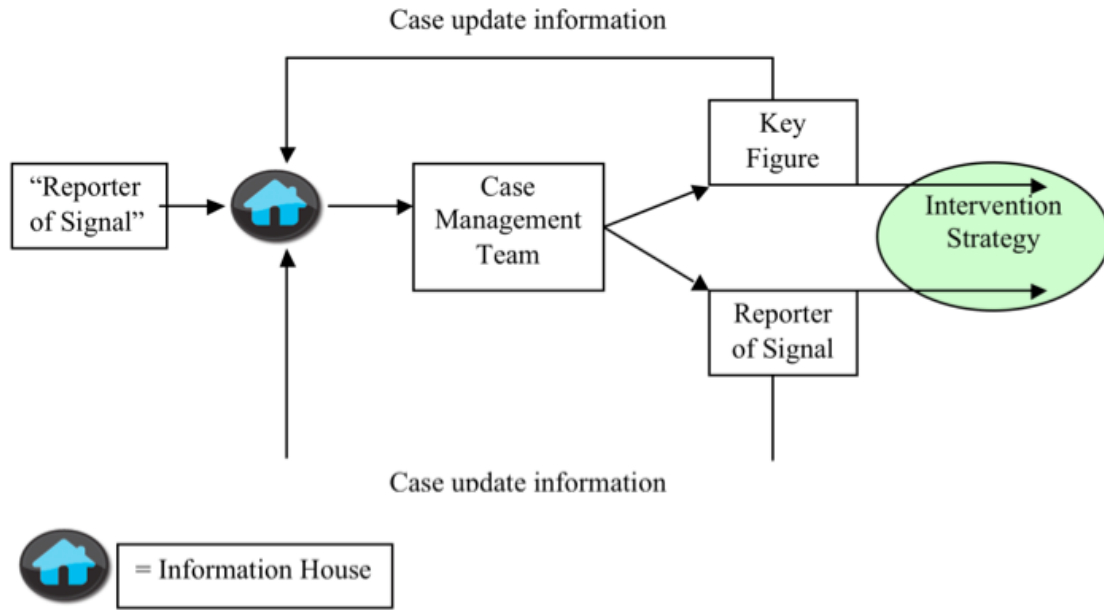 Case update information
“Reporter
of Signal”
Case
Management
Team
Key
Figure
Intervention
Strategy
Reporter
of Signal
Case update information
= Information House